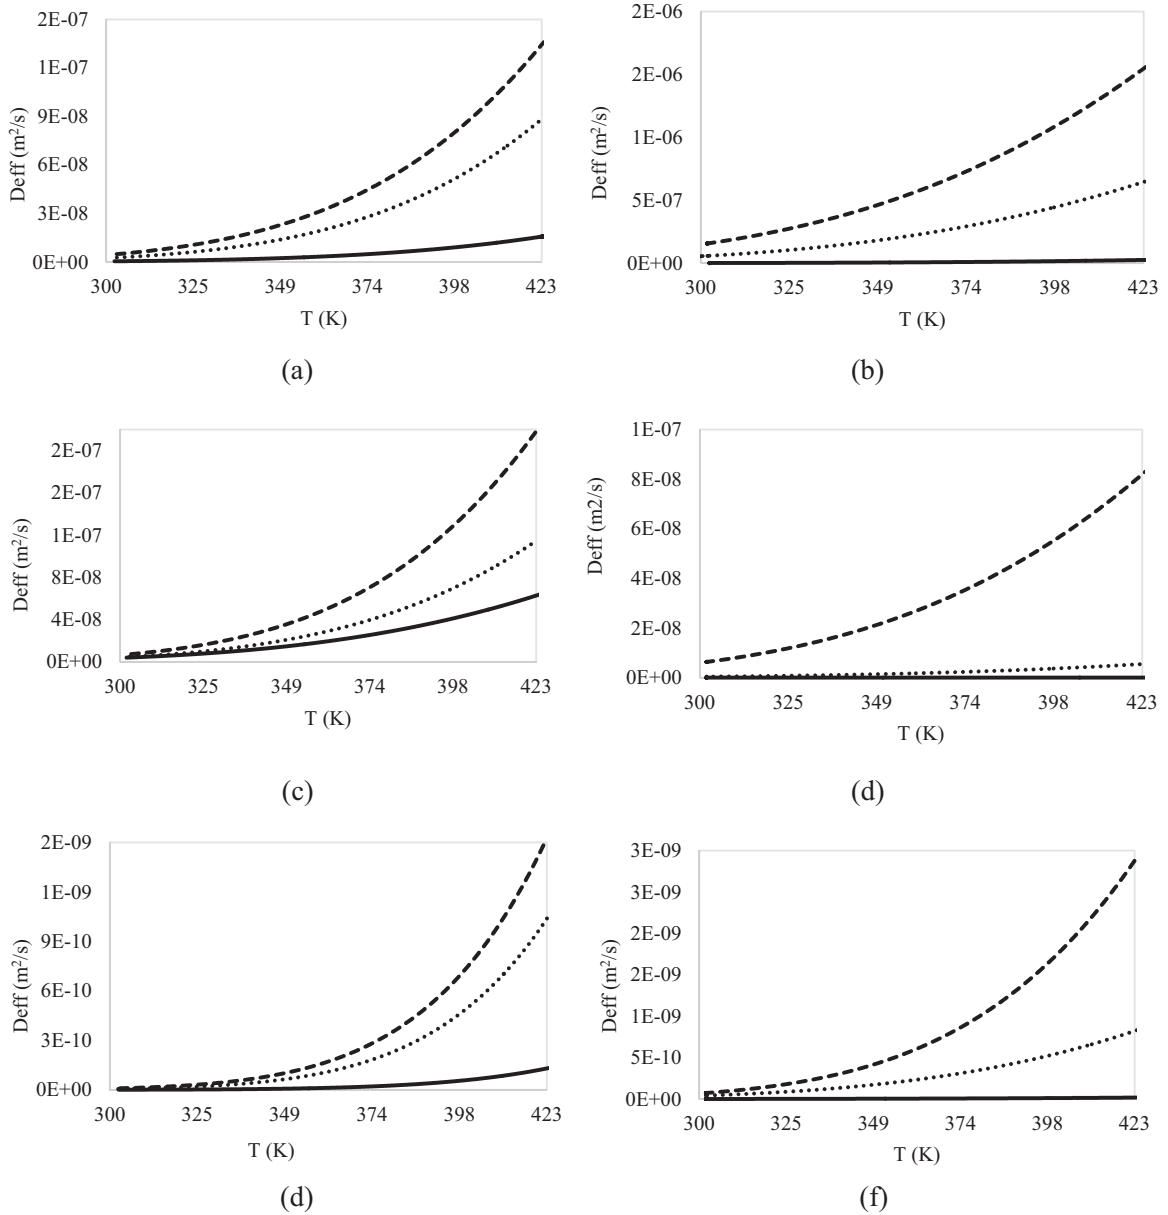 2E-07
1E-07
9E-08
6E-08
3E-08
0E+00
Deff (m²/s)
300 325 349 374 398 423
T (K)
(a)
2E-06
2E-06
1E-06
5E-07
0E+00
Deff (m²/s)
300 325 349 374 398 423
T (K)
(b)
2E-07
2E-07
1E-07
8E-08
4E-08
0E+00
Deff (m²/s)
300 325 349 374 398 423
T (K)
(c)
1E-07
8E-08
6E-08
4E-08
2E-08
0E+00
Deff (m2/s)
300 325 349 374 398 423
T (K)
(d)
2E-09
1E-09
9E-10
6E-10
3E-10
0E+00
Deff (m²/s)
300 325 349 374 398 423
T (K)
(d)
3E-09
3E-09
2E-09
2E-09
1E-09
5E-10
0E+00
Deff (m²/s)
300 325 349 374 398 423
T (K)
(f)